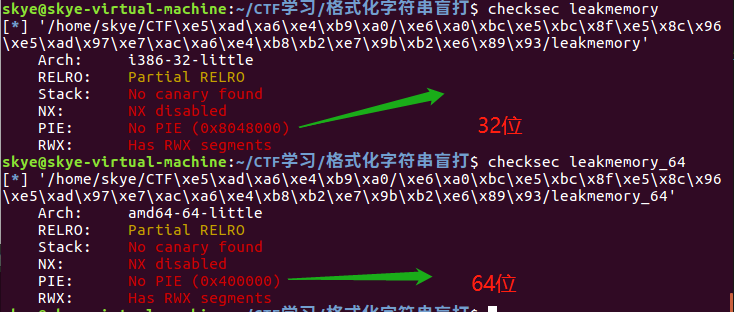 skye@skye-virtual-machine:~/CTF学习/格式化字符串盲打$ checksec leakmemory
[*] '/home/skye/CTF\xe5\xad\xa6\xe4\xb9\xa0/\xe6\xa0\xbc\xe5\xbc\x8f\xe5\x8c\x96
\xe5\xad\x97\xe7\xac\xa6\xe4\xb8\xb2\xe7\x9b\xb2\xe6\x89\x93/leakmemory'
Arch: i386-32-little
RELRO: Partial RELRO
Stack: No canary found
NX: NX disabled
PIE: No PIE (0x8048000)
32位
RWX: Has RWX segments
skye@skye-virtual-machine:~/CTF学习/格式化字符串盲打$ checksec leakmemory_64
[*] '/home/skye/CTF\xe5\xad\xa6\xe4\xb9\xa0/\xe6\xa0\xbc\xe5\xbc\x8f\xe5\x8c\x96
\xe5\xad\x97\xe7\xac\xa6\xe4\xb8\xb2\xe7\x9b\xb2\xe6\x89\x93/leakmemory_64'
Arch: amd64-64-little
RELRO: Partial RELRO
Stack: No canary found
NX: NX disabled
PIE: No PIE (0x400000)
64位
RWX: Has RWX segments
skye@skye-virtual-machine:~/CTF学习/格式化字符串盲打$